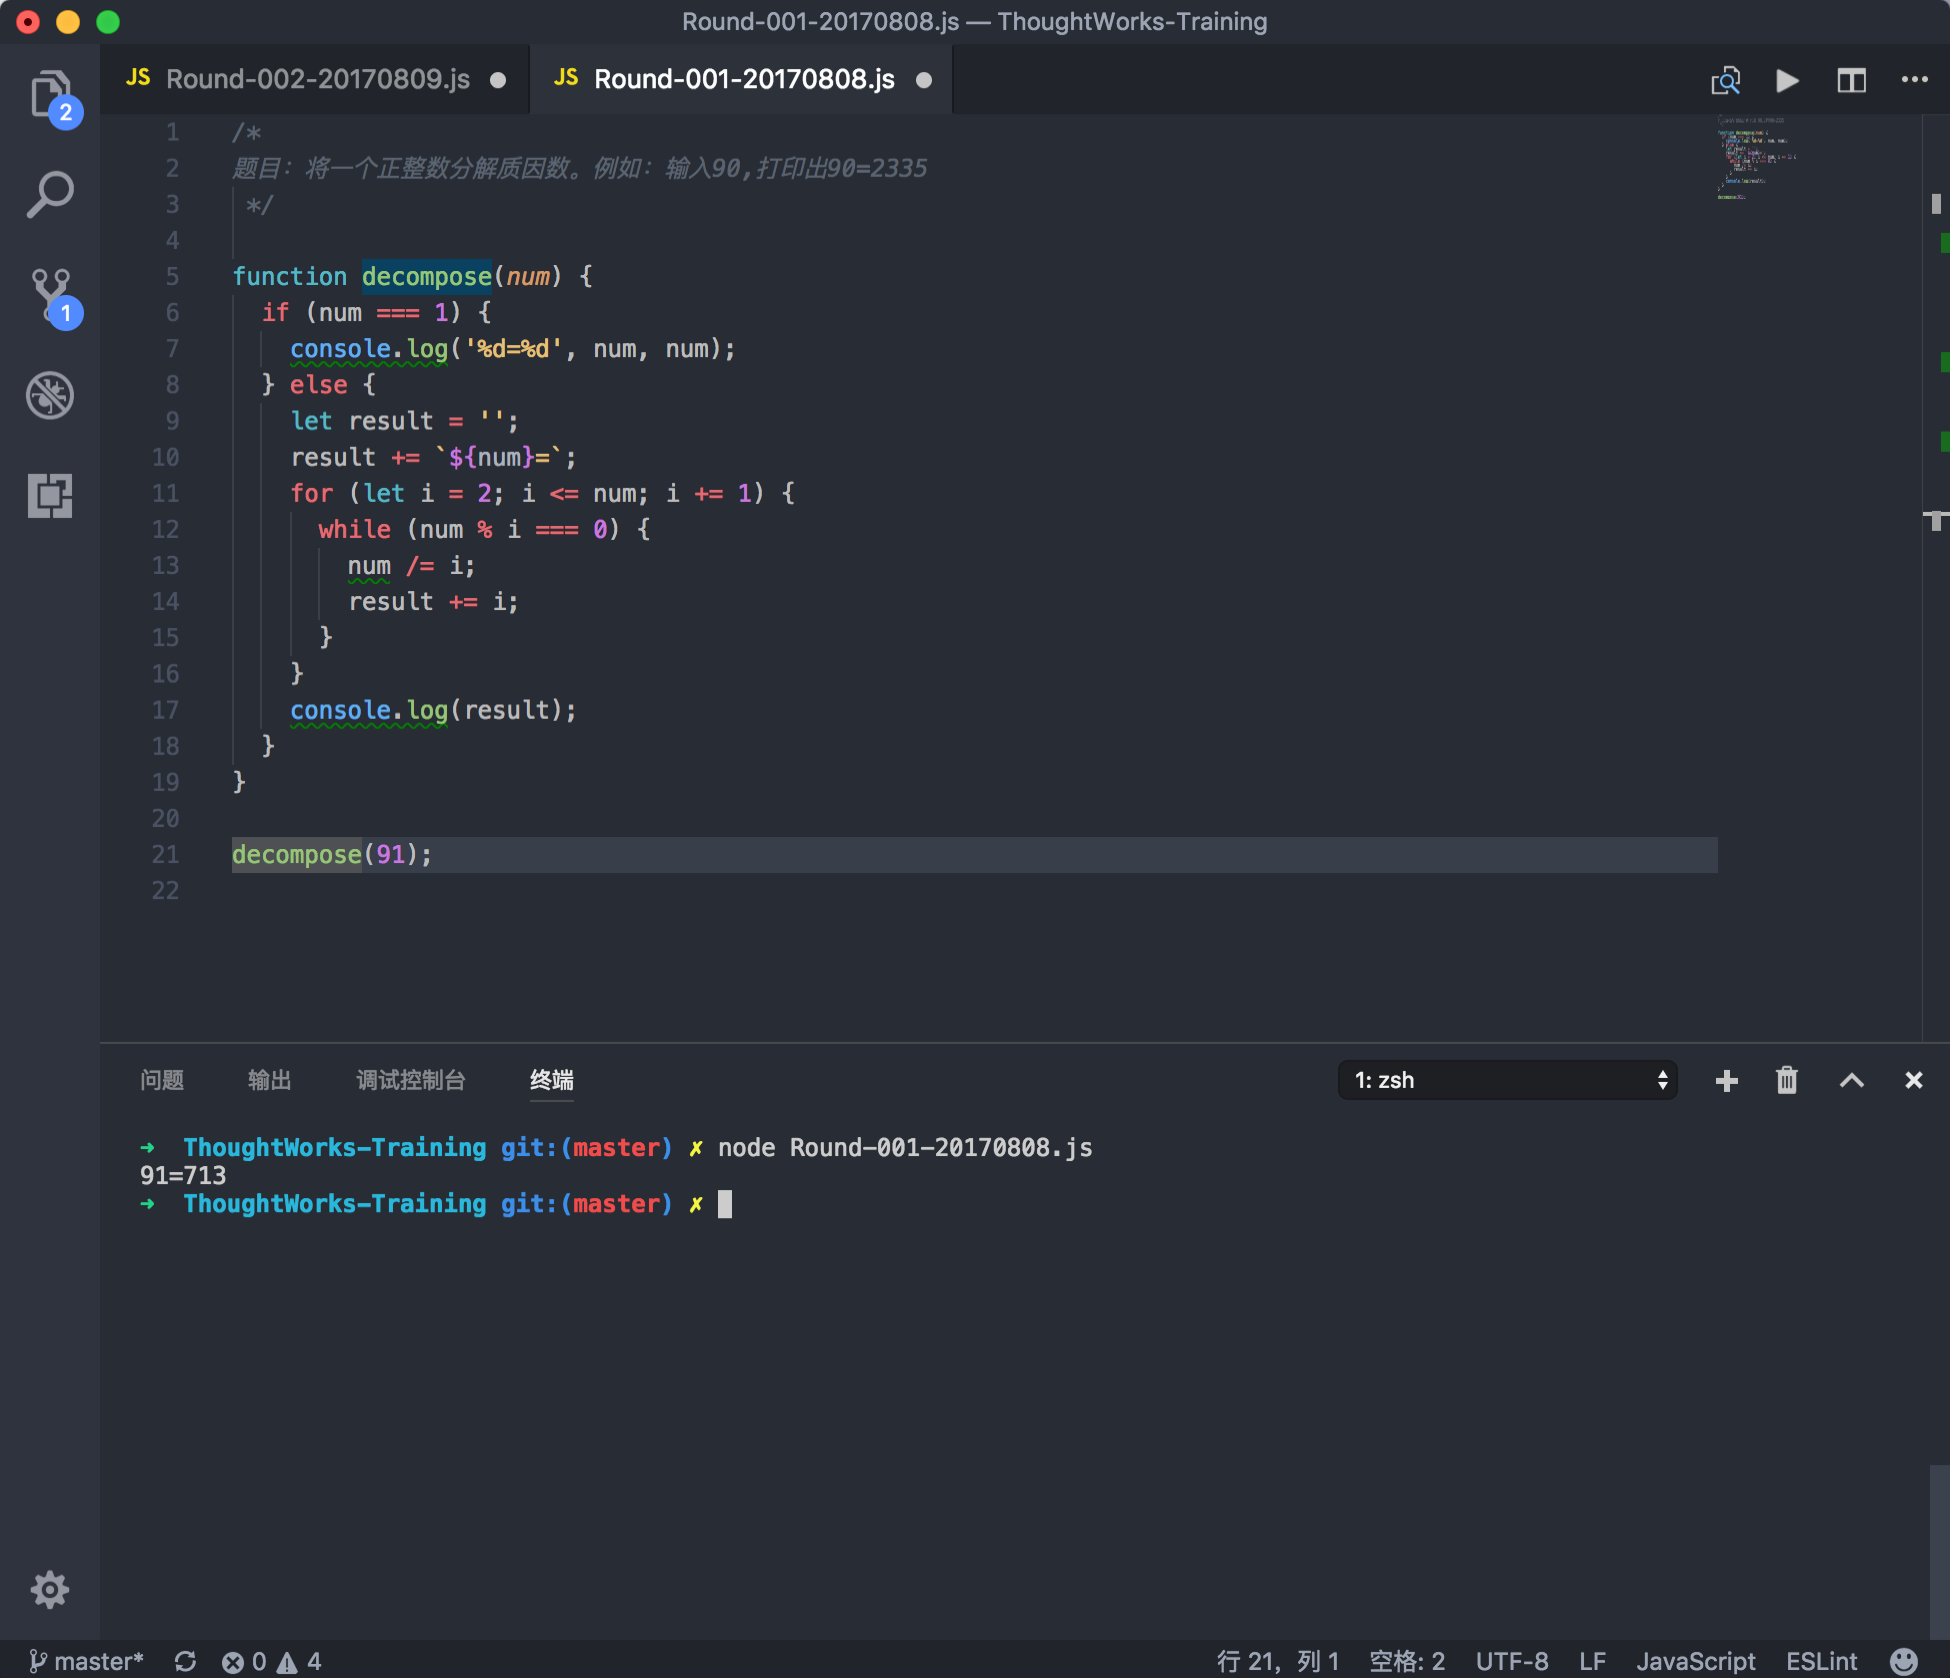 Round-001-20170808.js — ThoughtWorks-Training
JS Round-002-20170809.js JS Round-001-20170808.js
2
1
1 /*
2 题目：将一个正整数分解质因数。例如：输入90,打印出90=2335
3  */
4
5 function decompose(num) {
6   if (num === 1) {
7     console.log('%d=%d', num, num);
8   } else {
9     let result = '';
10     result += `${num}=`;
11     for (let i = 2; i <= num; i += 1) {
12       while (num % i === 0) {
13         num /= i;
14         result += i;
15       }
16     }
17     console.log(result);
18   }
19 }
20
21 decompose(91);
22
问题 输出 调试控制台 终端 1: zsh
➜  ThoughtWorks-Training git:(master) ✗ node Round-001-20170808.js
91=713
➜  ThoughtWorks-Training git:(master) ✗
master* 0 4 行 21，列 1 空格: 2 UTF-8 LF JavaScript ESLint